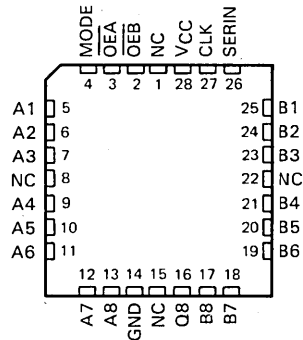 MODE OEA OEB NC VCC CLK SERIN
4 3 2 1 28 27 26
A1 5 25 B1
A2 6 24 B2
A3 7 23 B3
NC 8 22 NC
A4 9 21 B4
A5 10 20 B5
A6 11 19 B6
12 13 14 15 16 17 18
A7 A8 GND NC Q8 B8 B7